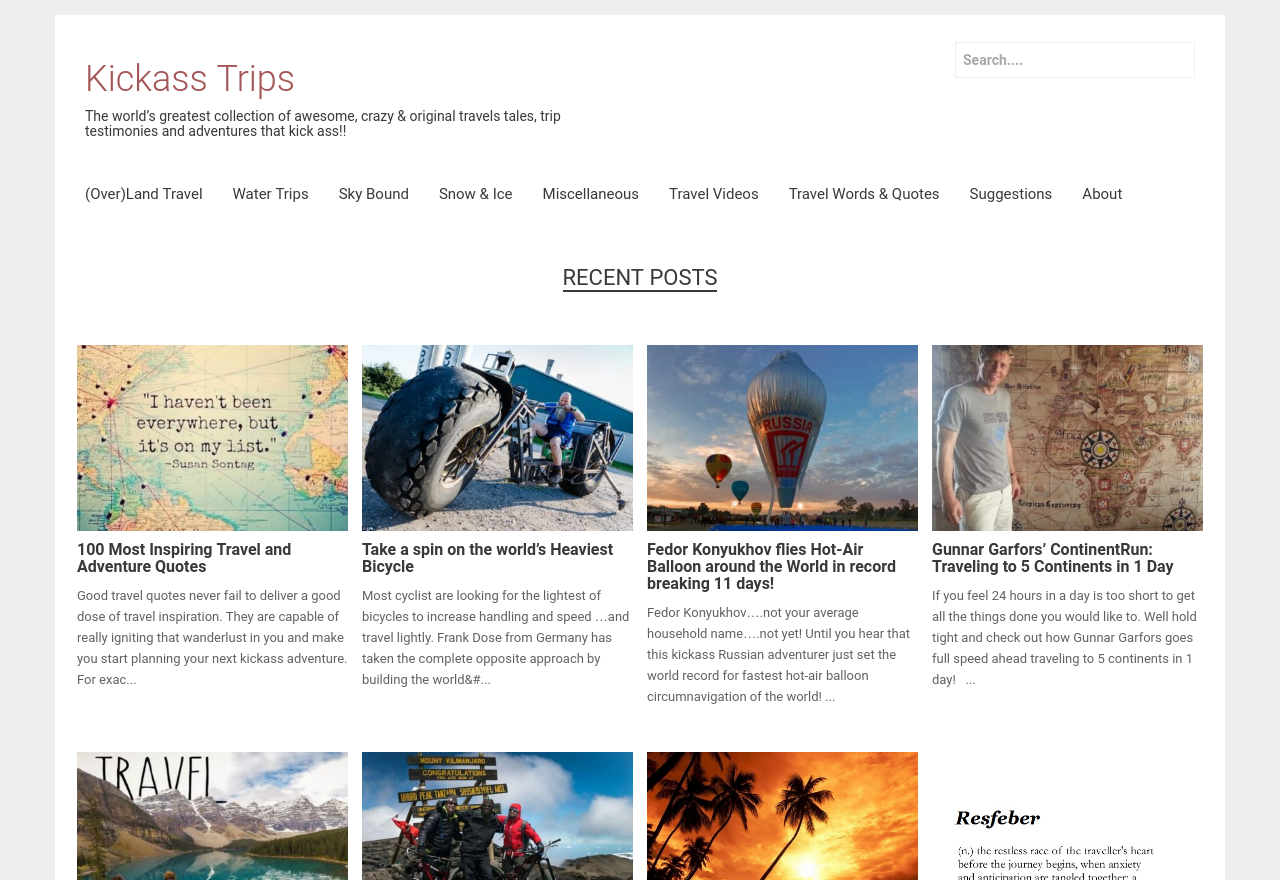 Search....
Kickass Trips
The world’s greatest collection of awesome, crazy & original travels tales, trip
testimonies and adventures that kick ass!!
(Over)Land Travel Water Trips Sky Bound Snow & Ice Miscellaneous Travel Videos Travel Words & Quotes Suggestions About
RECENT POSTS
"I haven't been
everywhere, but
it's on my list."
-Susan Sontag
100 Most Inspiring Travel and
Adventure Quotes
Good travel quotes never fail to deliver a good
dose of travel inspiration. They are capable of
really igniting that wanderlust in you and make
you start planning your next kickass adventure.
For exac...
Take a spin on the world’s Heaviest
Bicycle
Most cyclist are looking for the lightest of
bicycles to increase handling and speed …and
travel lightly. Frank Dose from Germany has
taken the complete opposite approach by
building the world&#...
RUSSIA
Fedor Konyukhov flies Hot-Air
Balloon around the World in record
breaking 11 days!
Fedor Konyukhov….not your average
household name….not yet! Until you hear that
this kickass Russian adventurer just set the
world record for fastest hot-air balloon
circumnavigation of the world! ...
Africa
Gunnar Garfors’ ContinentRun:
Traveling to 5 Continents in 1 Day
If you feel 24 hours in a day is too short to get
all the things done you would like to. Well hold
tight and check out how Gunnar Garfors goes
full speed ahead traveling to 5 continents in 1
day! ...
TRAVEL
MOUNT KILIMANJARO
CONGRATULATIONS
UHURU PEAK TANZANIA 5895M
Resfeber
(n.) the restless race of the traveller's heart
before the journey begins, when anxiety
and anticipation are tangled together; a